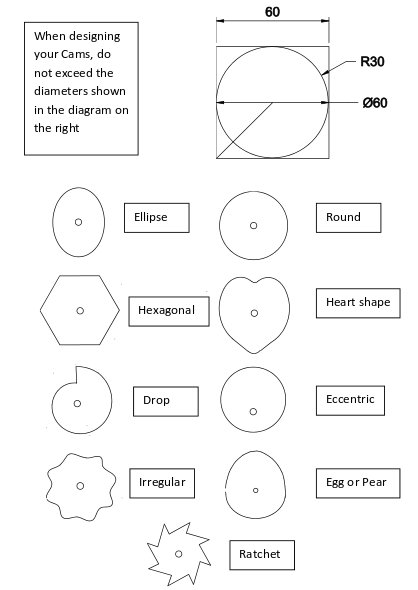 60
When designing
your Cams, do
not exceed the
diameters shown
in the diagram on
the right
R30
Ø60
Ellipse
Round
Hexagonal
Heart shape
Drop
Eccentric
Irregular
Egg or Pear
Ratchet